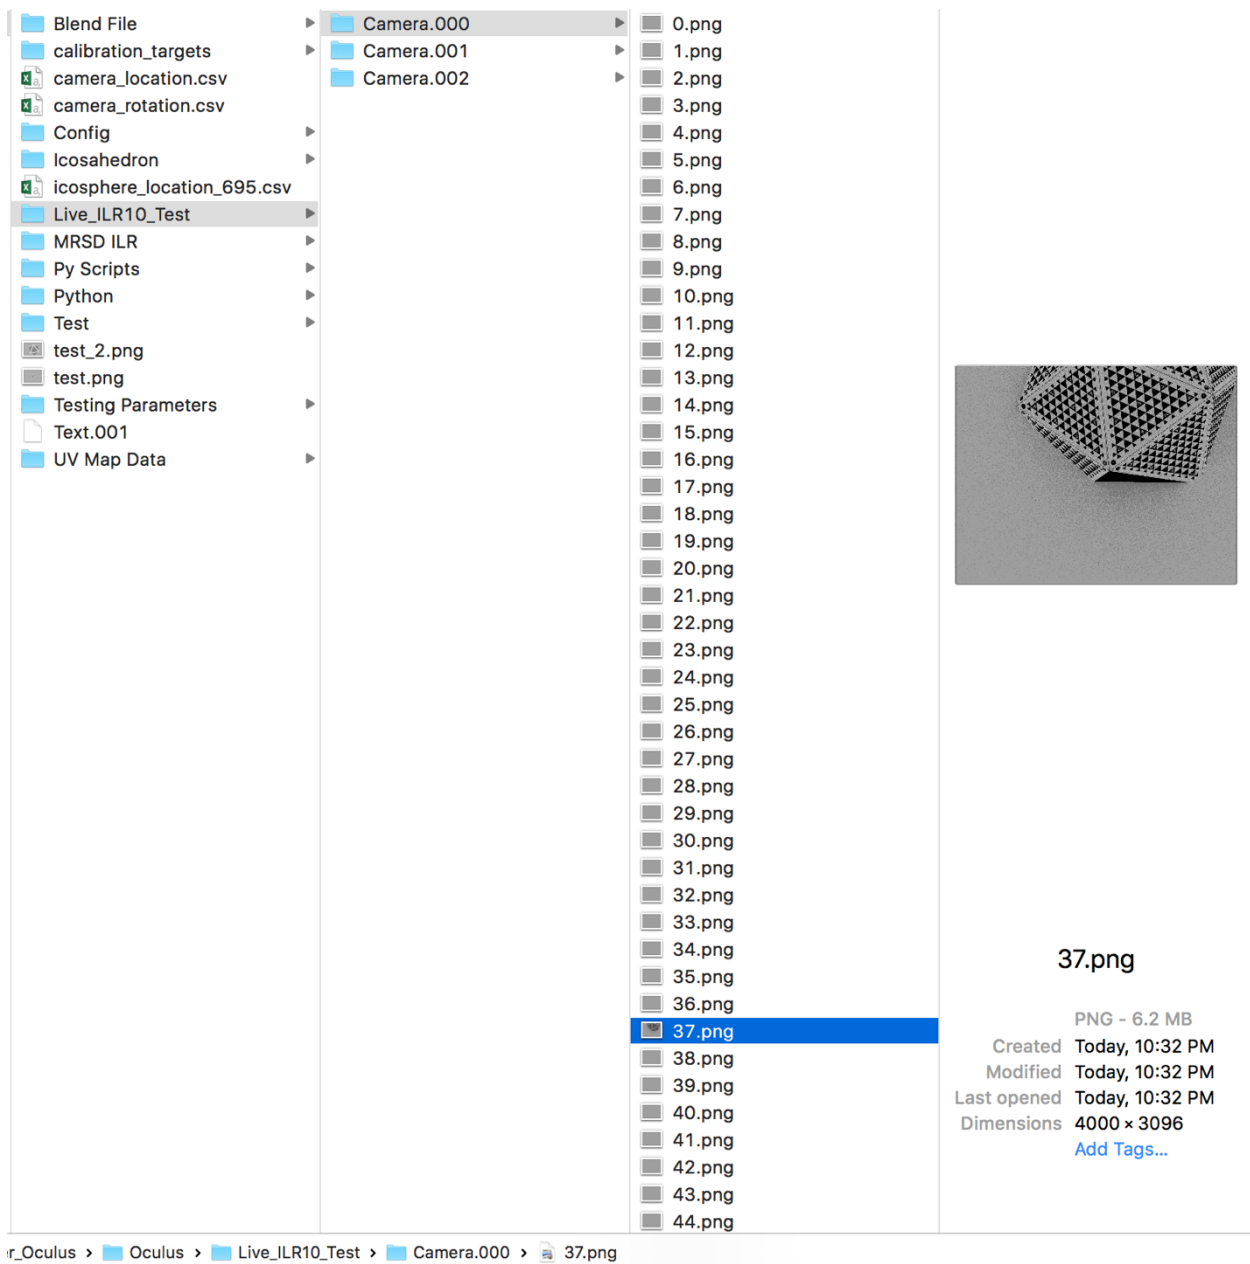 Blend File
calibration_targets
camera_location.csv
camera_rotation.csv
Config
Icosahedron
icosphere_location_695.csv
Live_ILR10_Test
MRSD ILR
Py Scripts
Python
Test
test_2.png
test.png
Testing Parameters
Text.001
UV Map Data
Camera.000
Camera.001
Camera.002
0.png
1.png
2.png
3.png
4.png
5.png
6.png
7.png
8.png
9.png
10.png
11.png
12.png
13.png
14.png
15.png
16.png
17.png
18.png
19.png
20.png
21.png
22.png
23.png
24.png
25.png
26.png
27.png
28.png
29.png
30.png
31.png
32.png
33.png
34.png
35.png
36.png
37.png
38.png
39.png
40.png
41.png
42.png
43.png
44.png
37.png
PNG - 6.2 MB
Created Today, 10:32 PM
Modified Today, 10:32 PM
Last opened Today, 10:32 PM
Dimensions 4000 × 3096
Add Tags...
r_Oculus › Oculus › Live_ILR10_Test › Camera.000 › 37.png